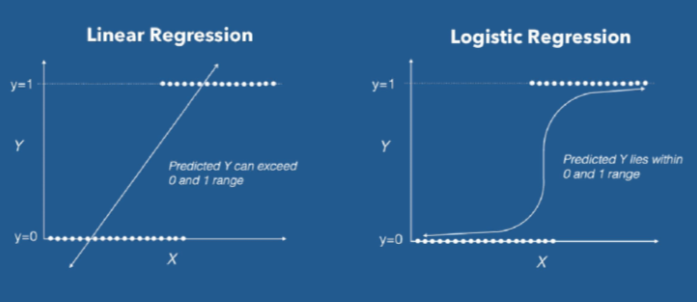 Linear Regression
y=1
Y
Predicted Y can exceed
0 and 1 range
y=0
X
Logistic Regression
y=1
Y
Predicted Y lies within
0 and 1 range
y=0
X